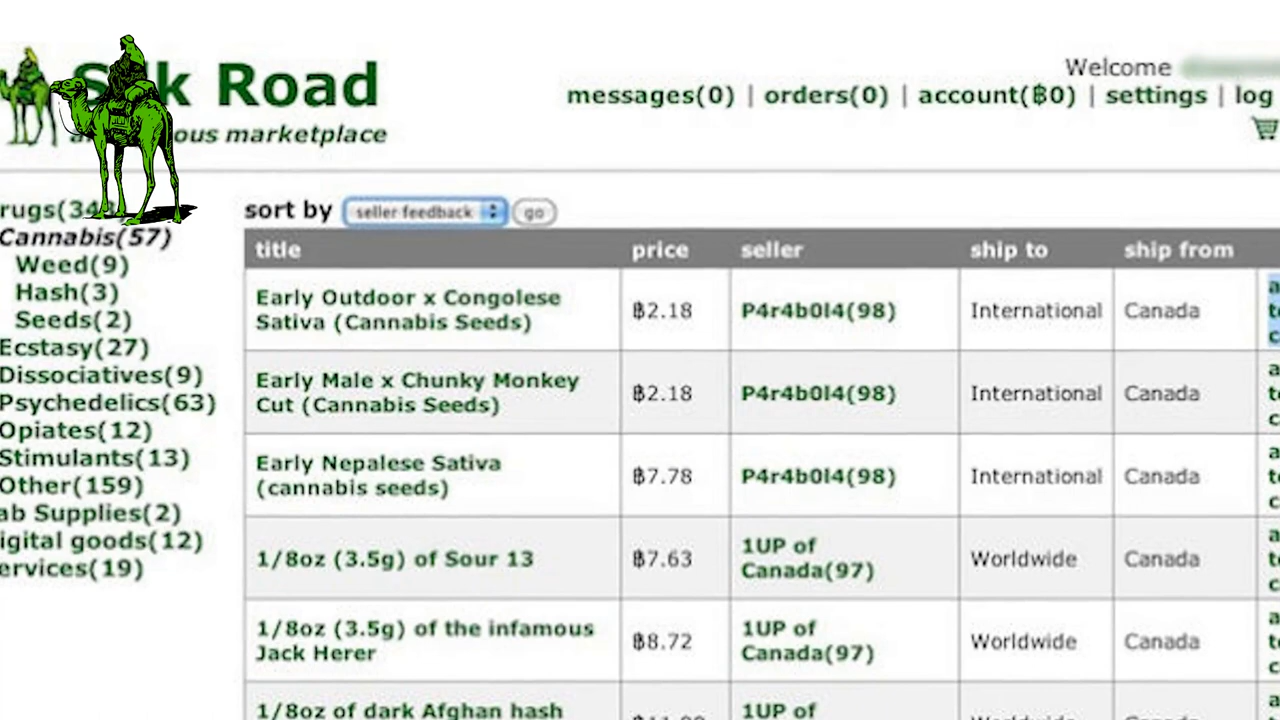 Silk Road
ous marketplace
Welcome
messages(0) | orders(0) | account(฿0) | settings | log
rugs(34
Cannabis(57)
Weed(9)
Hash(3)
Seeds(2)
Ecstasy(27)
Dissociatives(9)
Psychedelics(63)
Opiates(12)
Stimulants(13)
Other(159)
ab Supplies(2)
igital goods(12)
ervices(19)
sort by seller feedback go
title price seller ship to ship from
Early Outdoor x Congolese
Sativa (Cannabis Seeds) ฿2.18 P4r4b0l4(98) International Canada
Early Male x Chunky Monkey
Cut (Cannabis Seeds) ฿2.18 P4r4b0l4(98) International Canada
Early Nepalese Sativa
(cannabis seeds) ฿7.78 P4r4b0l4(98) International Canada
1/8oz (3.5g) of Sour 13 ฿7.63 1UP of
Canada(97) Worldwide Canada
1/8oz (3.5g) of the infamous
Jack Herer ฿8.72 1UP of
Canada(97) Worldwide Canada
1/8oz of dark Afghan hash 1UP of